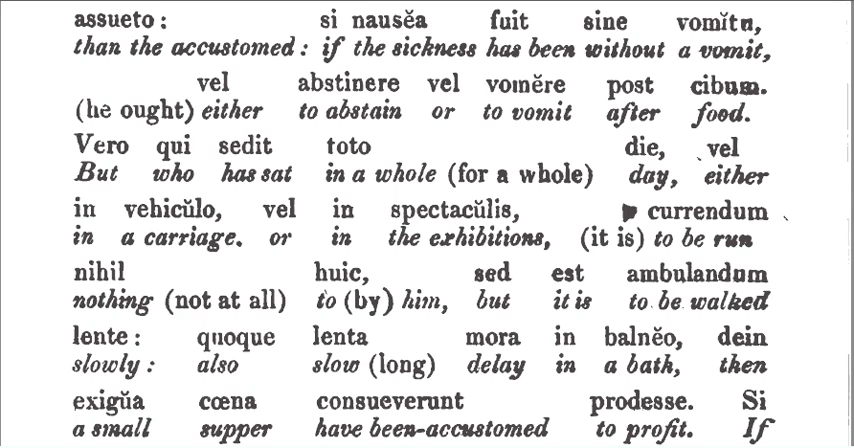 assueto : si nausĕa fuit sine vomĭtu,
than the accustomed : if the sickness has been without a vomit,
vel abstinere vel vomĕre post cibum.
(he ought) either to abstain or to vomit after food.
Vero qui sedit toto die, vel
But who has sat in a whole (for a whole) day, either
in vehicŭlo, vel in spectacŭlis, currendum
in a carriage. or in the exhibitions, (it is) to be run
nihil huic, sed est ambulandum
nothing (not at all) to (by) him, but it is to be walked
lente : quoque lenta mora in balnĕo, dein
slowly : also slow (long) delay in a bath, then
exigŭa cœna consueverunt prodesse. Si
a small supper have been-accustomed to profit. If